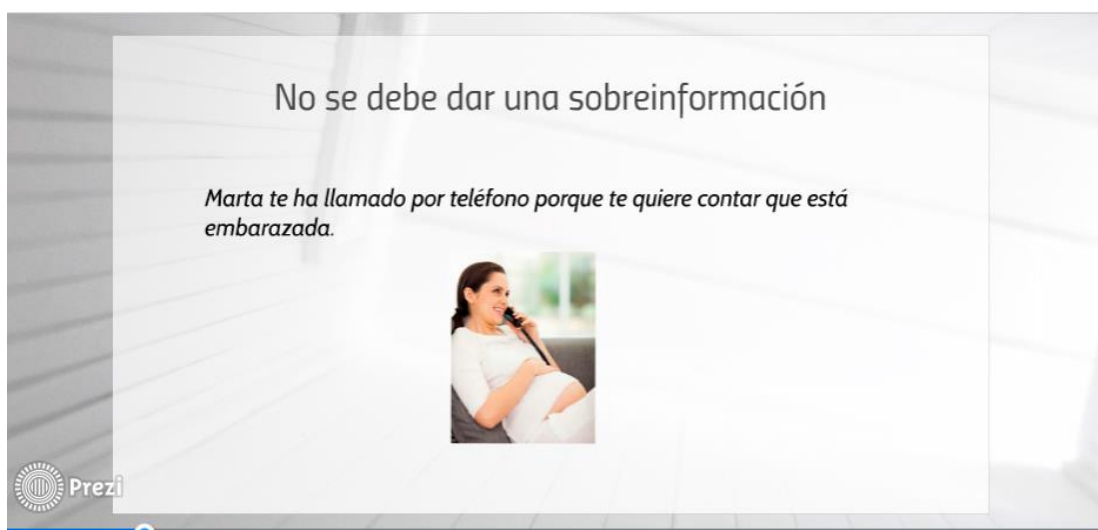 No se debe dar una sobreinformación
Marta te ha llamado por teléfono porque te quiere contar que está
embarazada.
Prezi